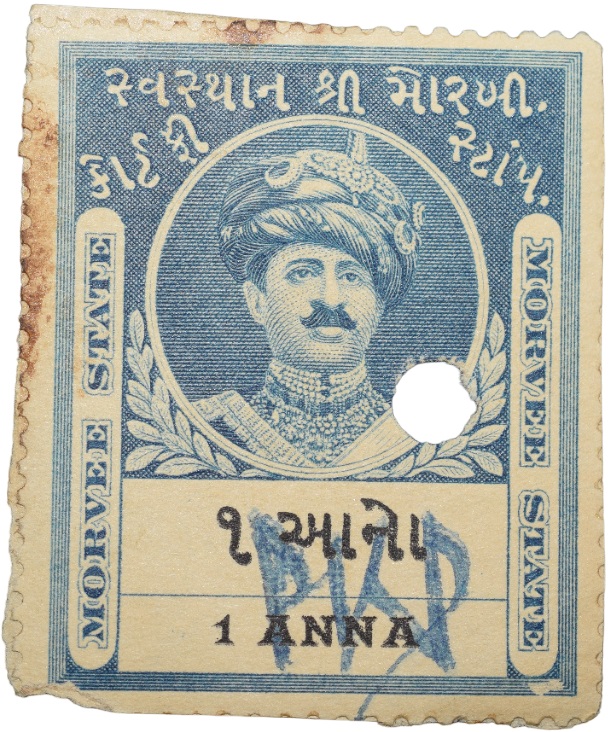 સ્વસ્થાન શ્રી મોરબી.
કોર્ટ ફી સ્ટાંપ.
MORVEE STATE
MORVEE STATE
૧ આનો
1 ANNA